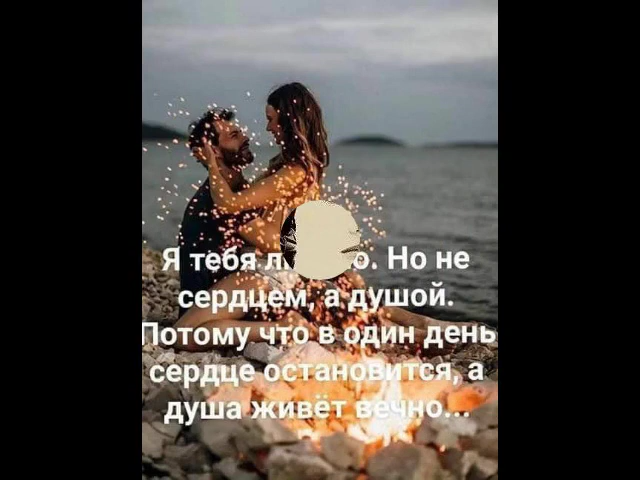 Я тебя Но не
сердцем, а душой.
Потому что в один день
сердце остановится, а
душа живёт вечно...